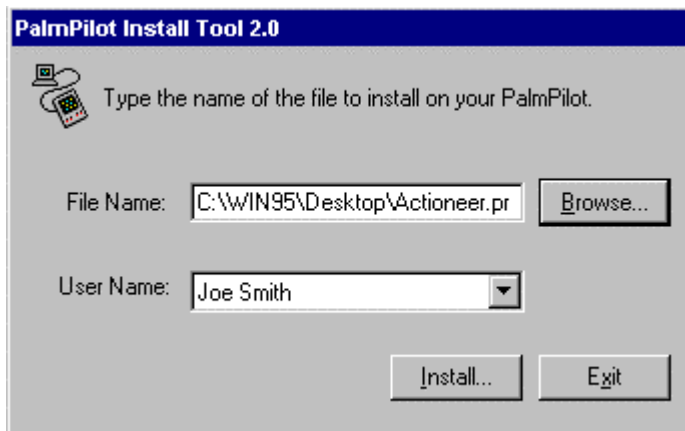 PalmPilot Install Tool 2.0
Type the name of the file to install on your PalmPilot.
File Name: C:\WIN95\Desktop\Actioneer.pr Browse...
User Name: Joe Smith
Install... Exit